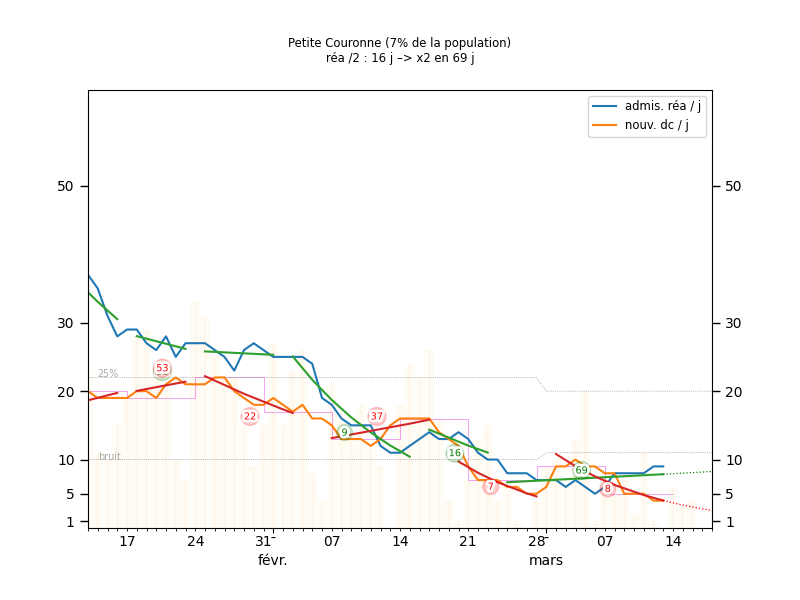 Petite Couronne (7% de la population)
réa /2 : 16 j –> x2 en 69 j
admis. réa / j
nouv. dc / j
50 50
30 30
25%
53
20 20
22
37
9
bruit
16
10 10
69
7
8
5 5
1 1
17 24 31 07 14 21 28 07 14
févr. mars